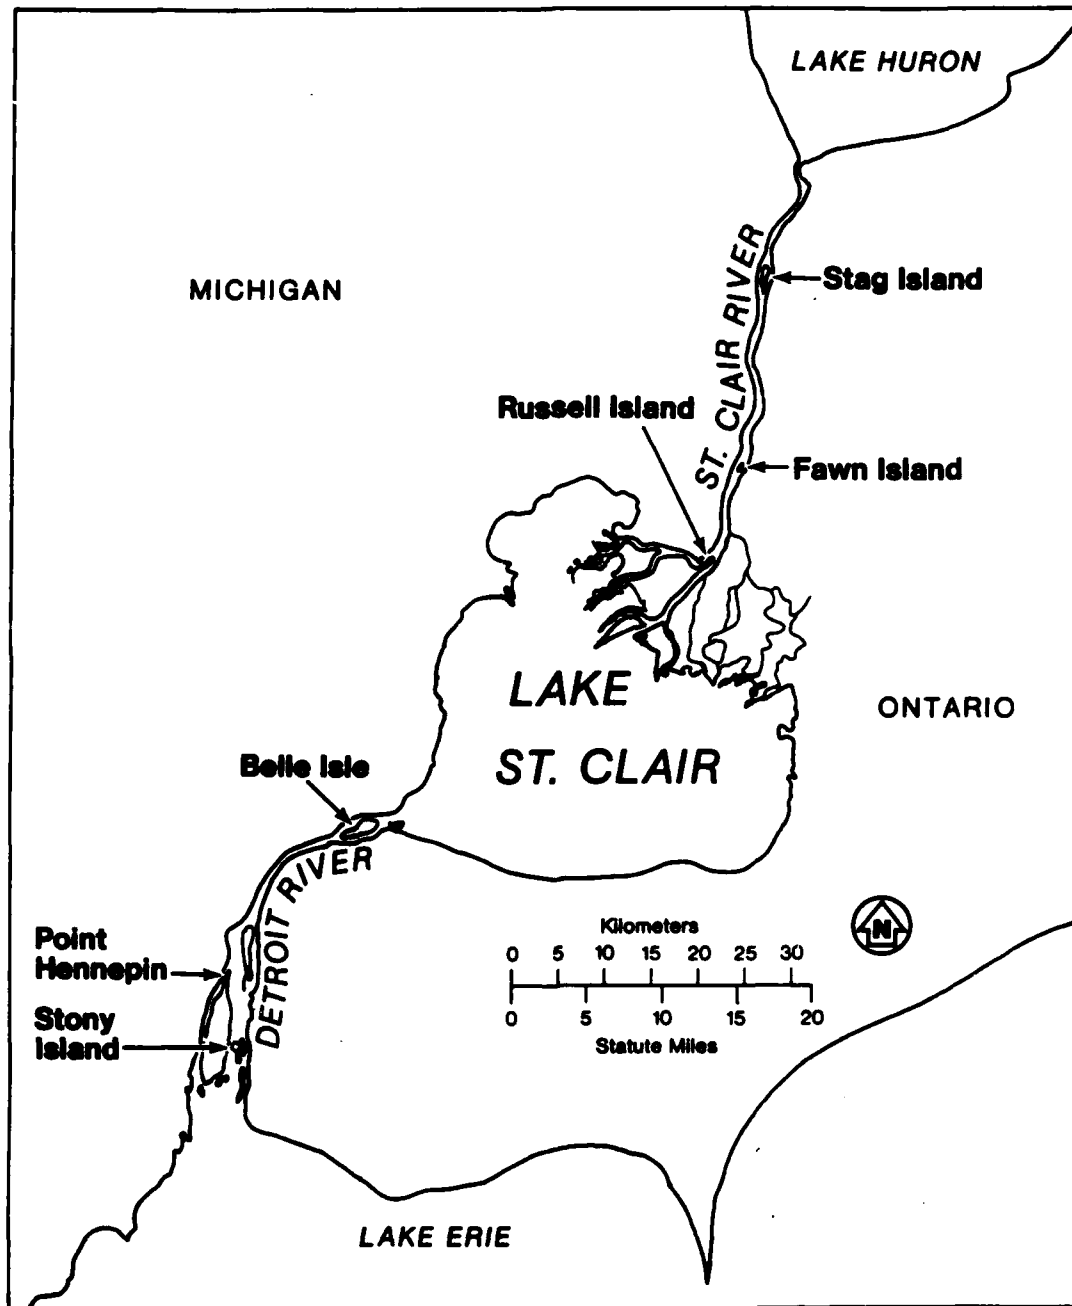 LAKE HURON
MICHIGAN
ST. CLAIR RIVER
Stag Island
Russell Island
Fawn Island
LAKE
ST. CLAIR
ONTARIO
Belle Isle
DETROIT RIVER
Point
Hennepin
Stony
Island
Kilometers
0 5 10 15 20 25 30
0 5 10 15 20
Statute Miles
N
LAKE ERIE